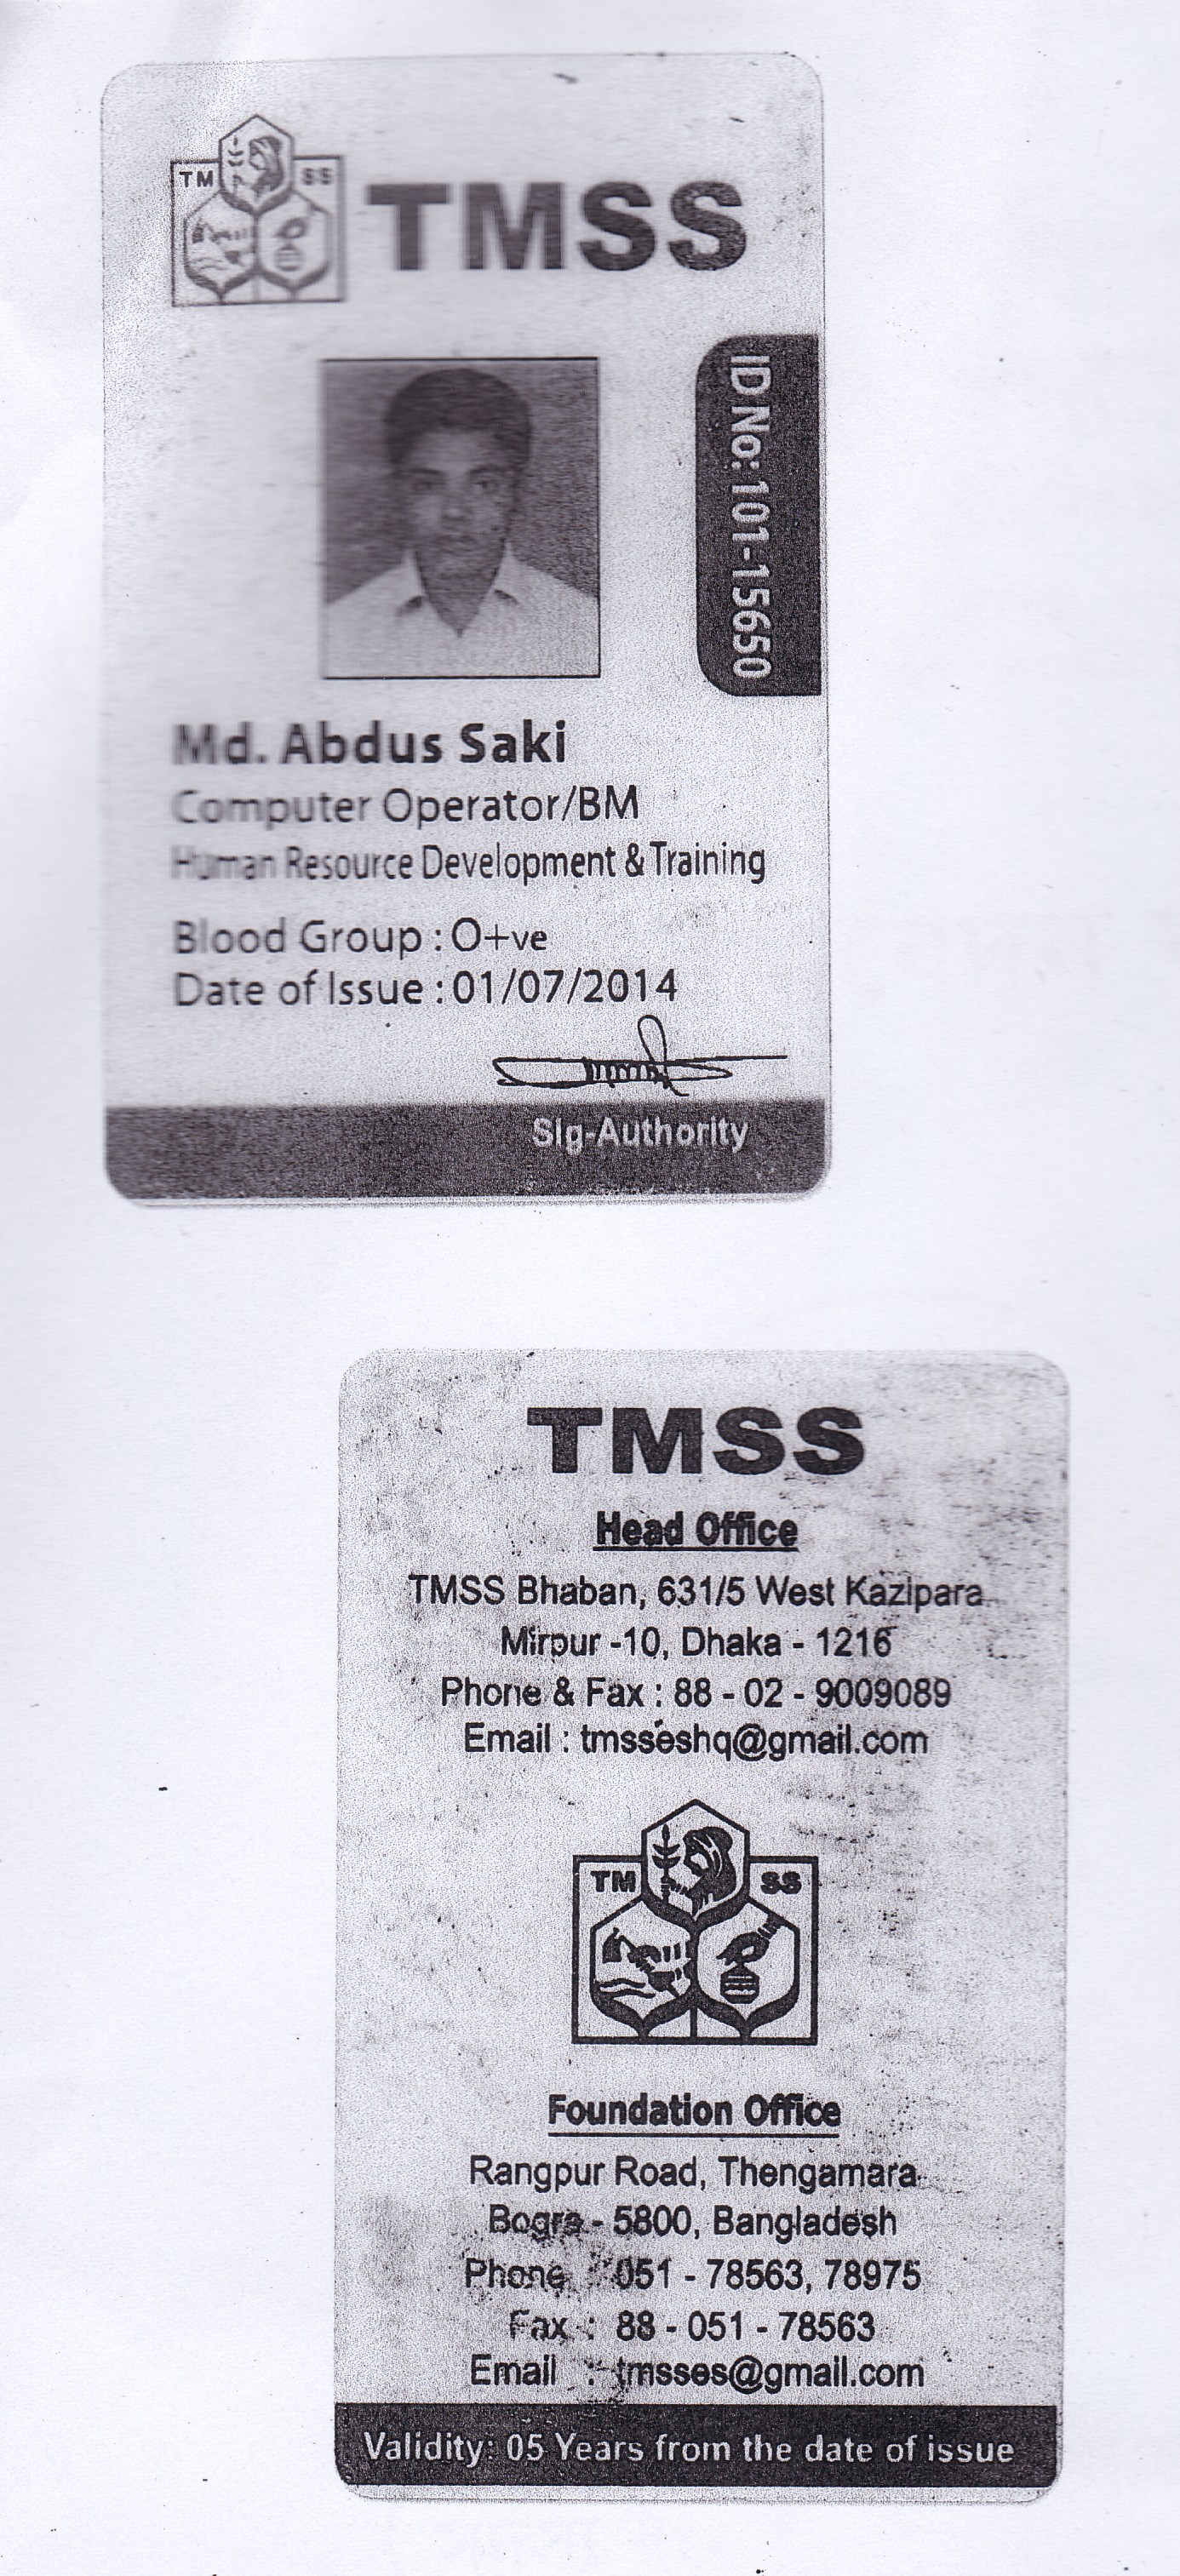 TM SS
TMSS
ID No: 101-15650
Md. Abdus Saki
Computer Operator/BM
Human Resource Development & Training
Blood Group : O+ve
Date of Issue : 01/07/2014
Sig-Authority
TMSS
Head Office
TMSS Bhaban, 631/5 West Kazipara
Mirpur -10, Dhaka - 1216
Phone & Fax : 88 - 02 - 9009089
Email : tmsseshq@gmail.com
TM SS
Foundation Office
Rangpur Road, Thengamara
Bogra - 5800, Bangladesh
Phone : 051 - 78563, 78975
Fax : 88 - 051 - 78563
Email : tmsses@gmail.com
Validity: 05 Years from the date of issue